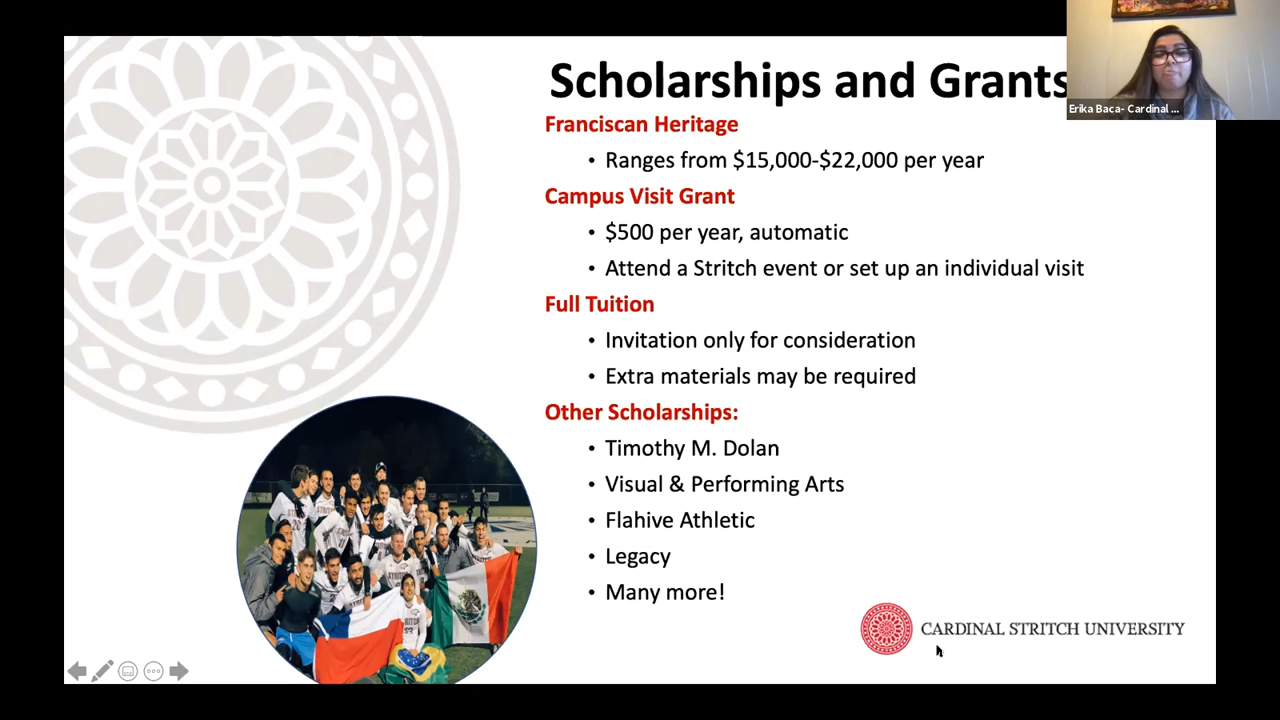 Scholarships and Grants
Erika Baca- Cardinal ...
Franciscan Heritage
• Ranges from $15,000-$22,000 per year
Campus Visit Grant
• $500 per year, automatic
• Attend a Stritch event or set up an individual visit
Full Tuition
• Invitation only for consideration
• Extra materials may be required
Other Scholarships:
• Timothy M. Dolan
• Visual & Performing Arts
• Flahive Athletic
• Legacy
• Many more!
CARDINAL STRITCH UNIVERSITY